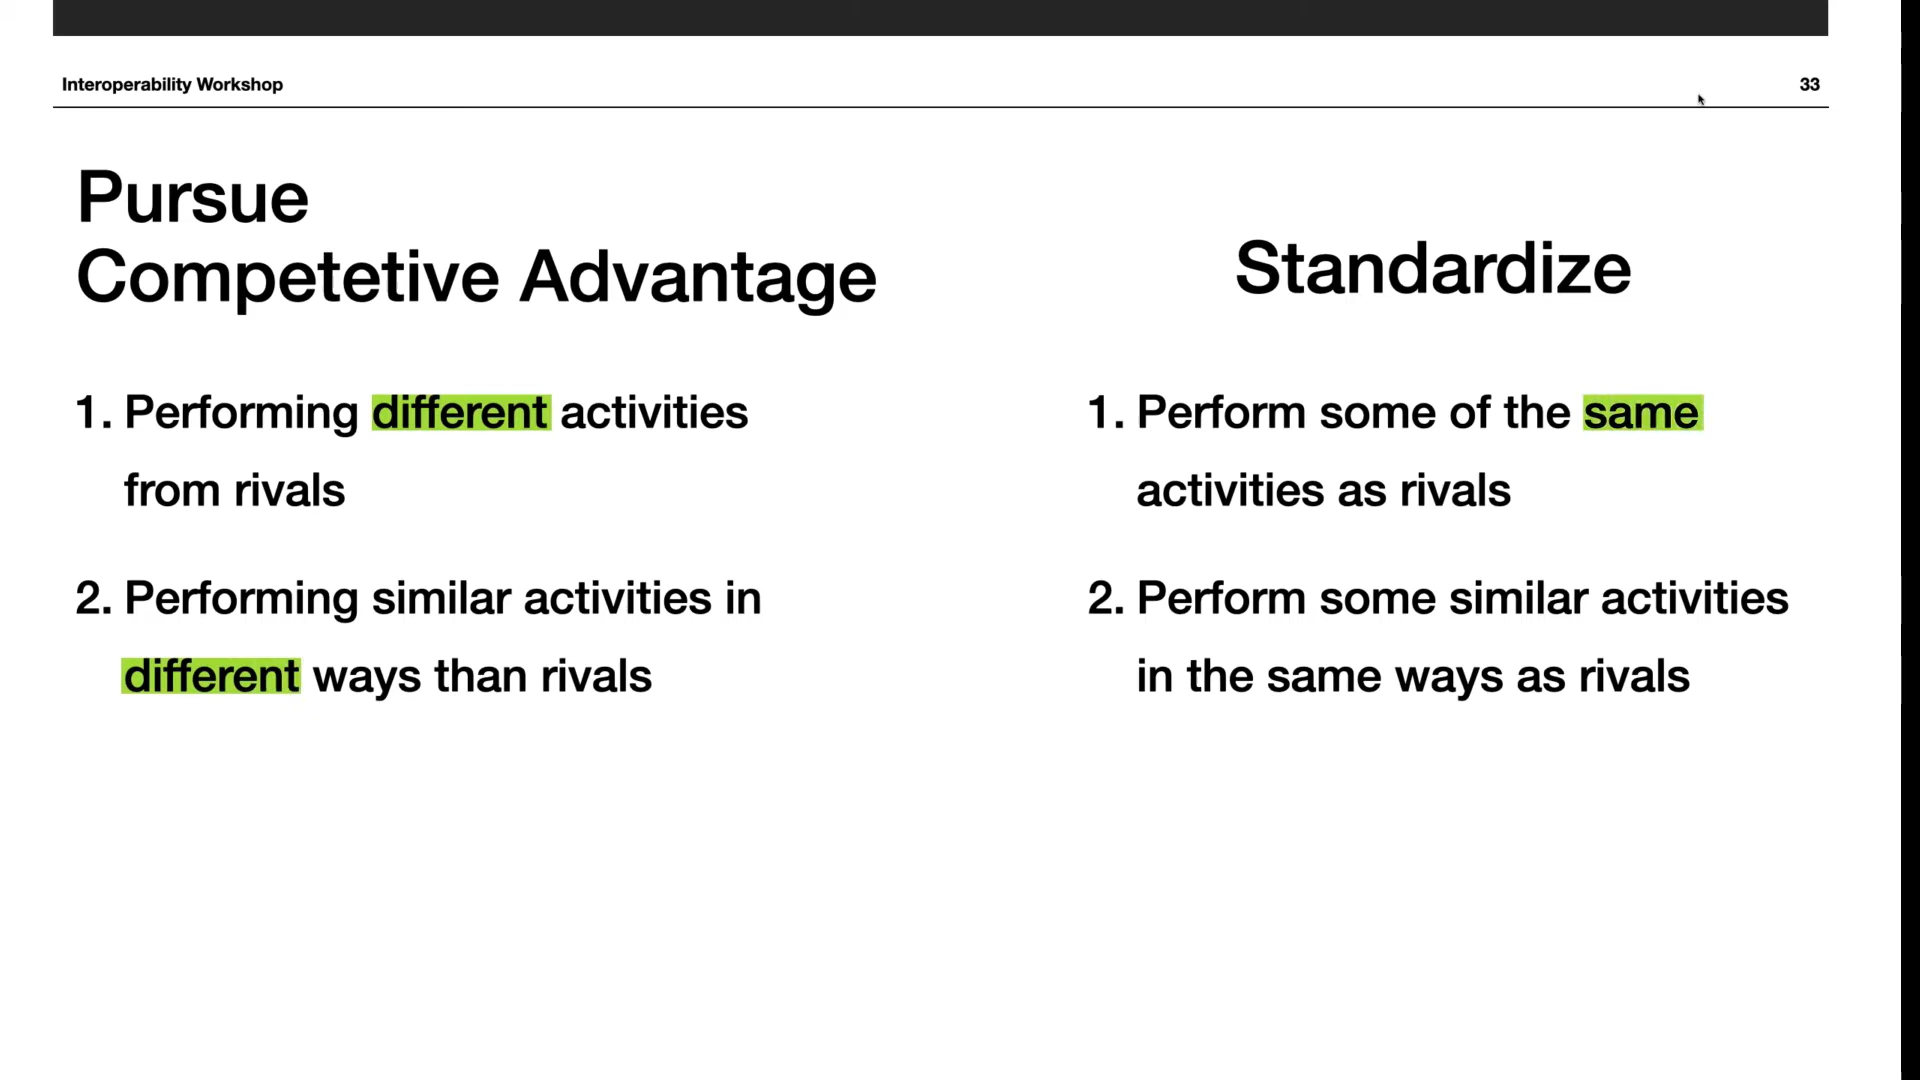 Interoperability Workshop
33
Pursue
Competetive Advantage
1. Performing different activities
from rivals
2. Performing similar activities in
different ways than rivals
Standardize
1. Perform some of the same
activities as rivals
2. Perform some similar activities
in the same ways as rivals